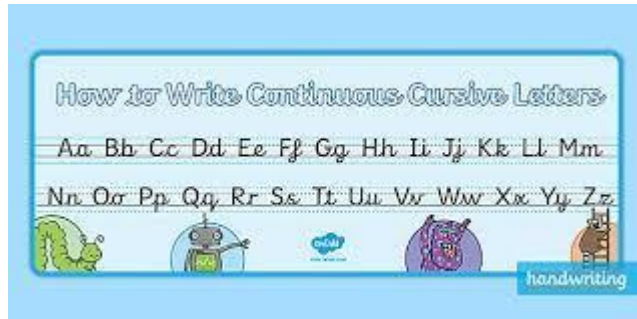 How to Write Continuous Cursive Letters
Aa Bb Cc Dd Ee Ff Gg Hh Ii Jj Kk Ll Mm
Nn Oo Pp Qq Rr Ss Tt Uu Vv Ww Xx Yy Zz
twinkl
handwriting